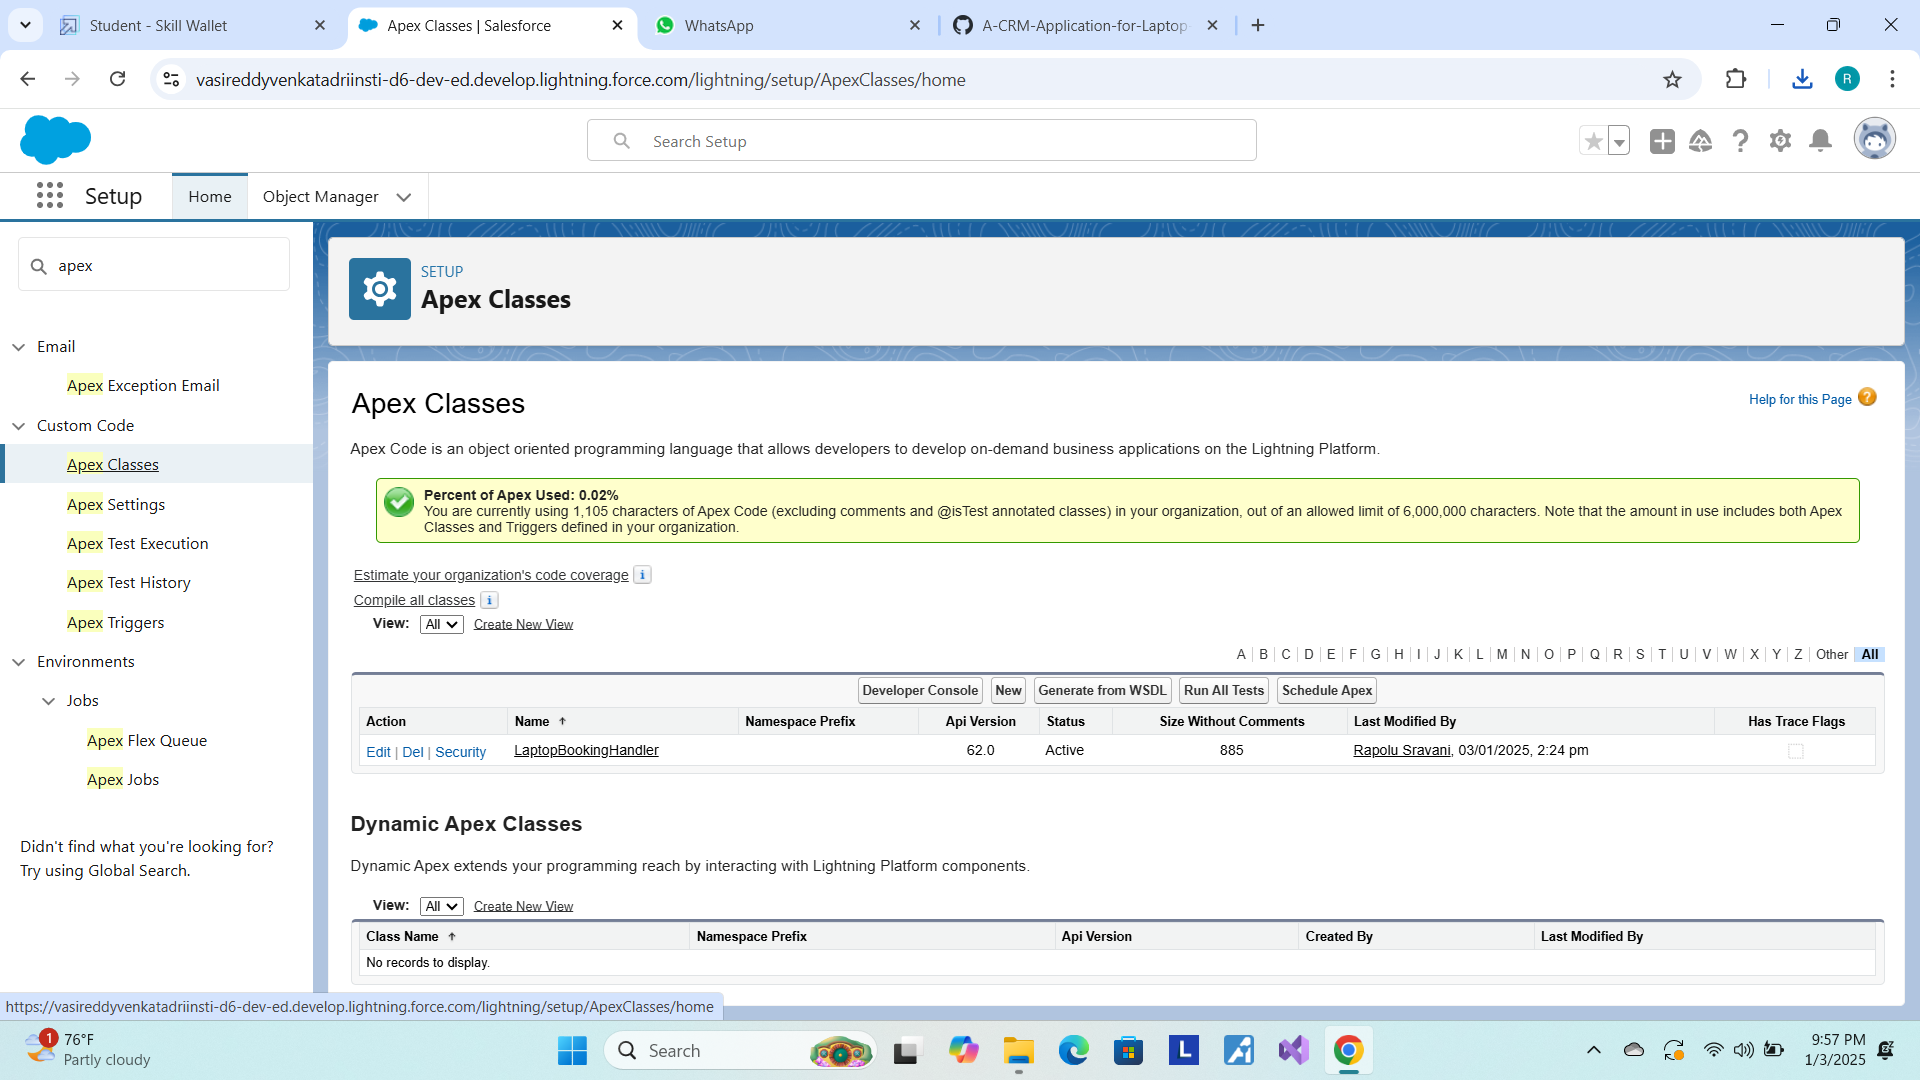 Student - Skill Wallet
Apex Classes | Salesforce
WhatsApp
A-CRM-Application-for-Laptop-
vasireddyvenkatadriinsti-d6-dev-ed.develop.lightning.force.com/lightning/setup/ApexClasses/home
R
Search Setup
Setup
Home
Object Manager
apex
Email
Apex Exception Email
Custom Code
Apex Classes
Apex Settings
Apex Test Execution
Apex Test History
Apex Triggers
Environments
Jobs
Apex Flex Queue
Apex Jobs
Didn't find what you're looking for?
Try using Global Search.
SETUP
Apex Classes
Apex Classes
Help for this Page ?
Apex Code is an object oriented programming language that allows developers to develop on-demand business applications on the Lightning Platform.
Percent of Apex Used: 0.02%
You are currently using 1,105 characters of Apex Code (excluding comments and @isTest annotated classes) in your organization, out of an allowed limit of 6,000,000 characters. Note that the amount in use includes both Apex
Classes and Triggers defined in your organization.
Estimate your organization's code coverage i
Compile all classes i
View: All Create New View
A | B | C | D | E | F | G | H | I | J | K | L | M | N | O | P | Q | R | S | T | U | V | W | X | Y | Z | Other | All
Developer Console New Generate from WSDL Run All Tests Schedule Apex
Action Name ↑ Namespace Prefix Api Version Status Size Without Comments Last Modified By Has Trace Flags
Edit | Del | Security LaptopBookingHandler 62.0 Active 885 Rapolu Sravani, 03/01/2025, 2:24 pm
Dynamic Apex Classes
Dynamic Apex extends your programming reach by interacting with Lightning Platform components.
View: All Create New View
Class Name ↑ Namespace Prefix Api Version Created By Last Modified By
No records to display.
https://vasireddyvenkatadriinsti-d6-dev-ed.develop.lightning.force.com/lightning/setup/ApexClasses/home
1
76°F
Partly cloudy
Search
L
9:57 PM
1/3/2025